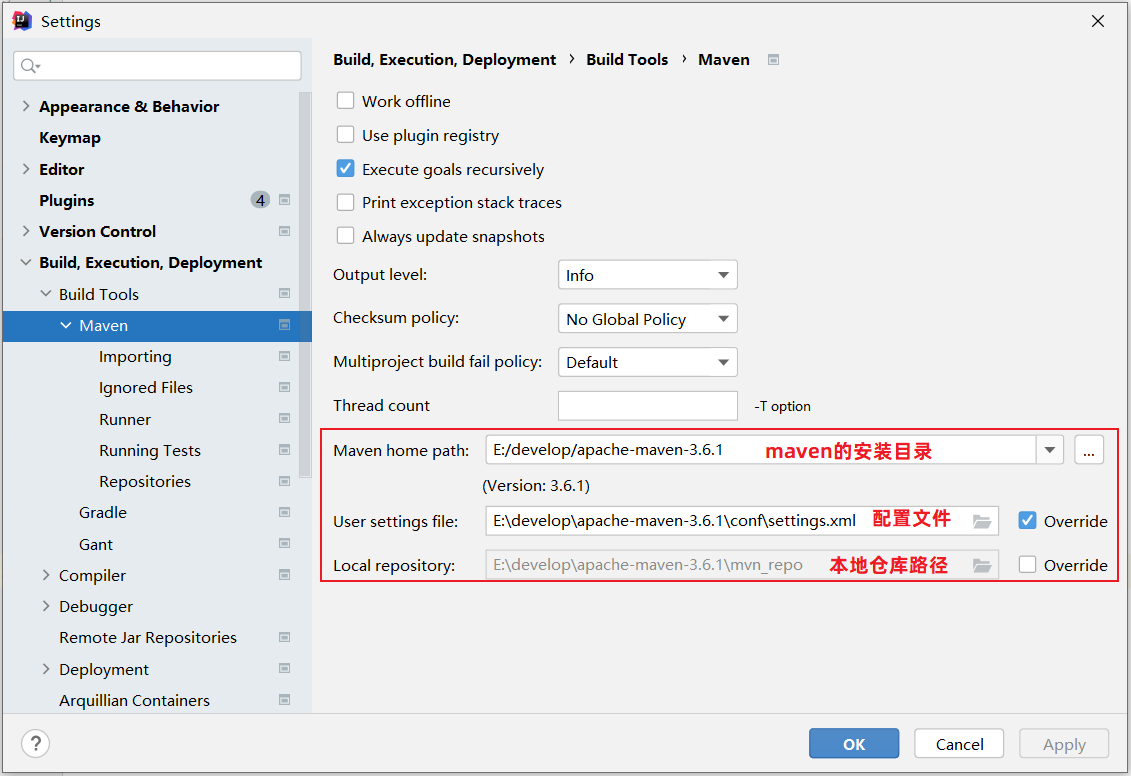 Settings
Appearance & Behavior
Keymap
Editor
Plugins 4
Version Control
Build, Execution, Deployment
Build Tools
Maven
Importing
Ignored Files
Runner
Running Tests
Repositories
Gradle
Gant
Compiler
Debugger
Remote Jar Repositories
Deployment
Arquillian Containers
Build, Execution, Deployment › Build Tools › Maven
Work offline
Use plugin registry
Execute goals recursively
Print exception stack traces
Always update snapshots
Output level: Info
Checksum policy: No Global Policy
Multiproject build fail policy: Default
Thread count -T option
Maven home path: E:/develop/apache-maven-3.6.1 maven的安装目录 ...
(Version: 3.6.1)
User settings file: E:\develop\apache-maven-3.6.1\conf\settings.xml 配置文件 Override
Local repository: E:\develop\apache-maven-3.6.1\mvn_repo 本地仓库路径 Override
? OK Cancel Apply